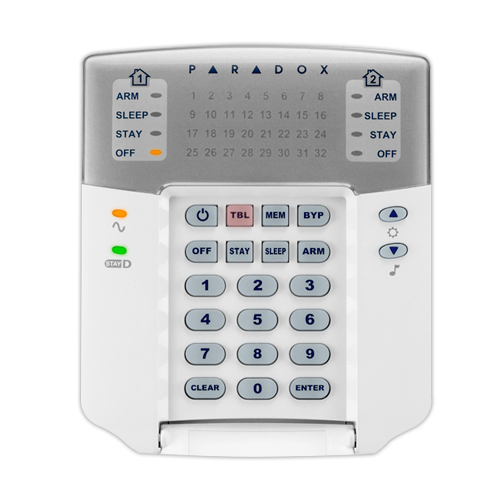 PARADOX
1 2
ARM 1 2 3 4 5 6 7 8 ARM
SLEEP 9 10 11 12 13 14 15 16 SLEEP
STAY 17 18 19 20 21 22 23 24 STAY
OFF 25 26 27 28 29 30 31 32 OFF
TBL MEM BYP
OFF STAY SLEEP ARM
STAY D
1 2 3
4 5 6
7 8 9
CLEAR 0 ENTER